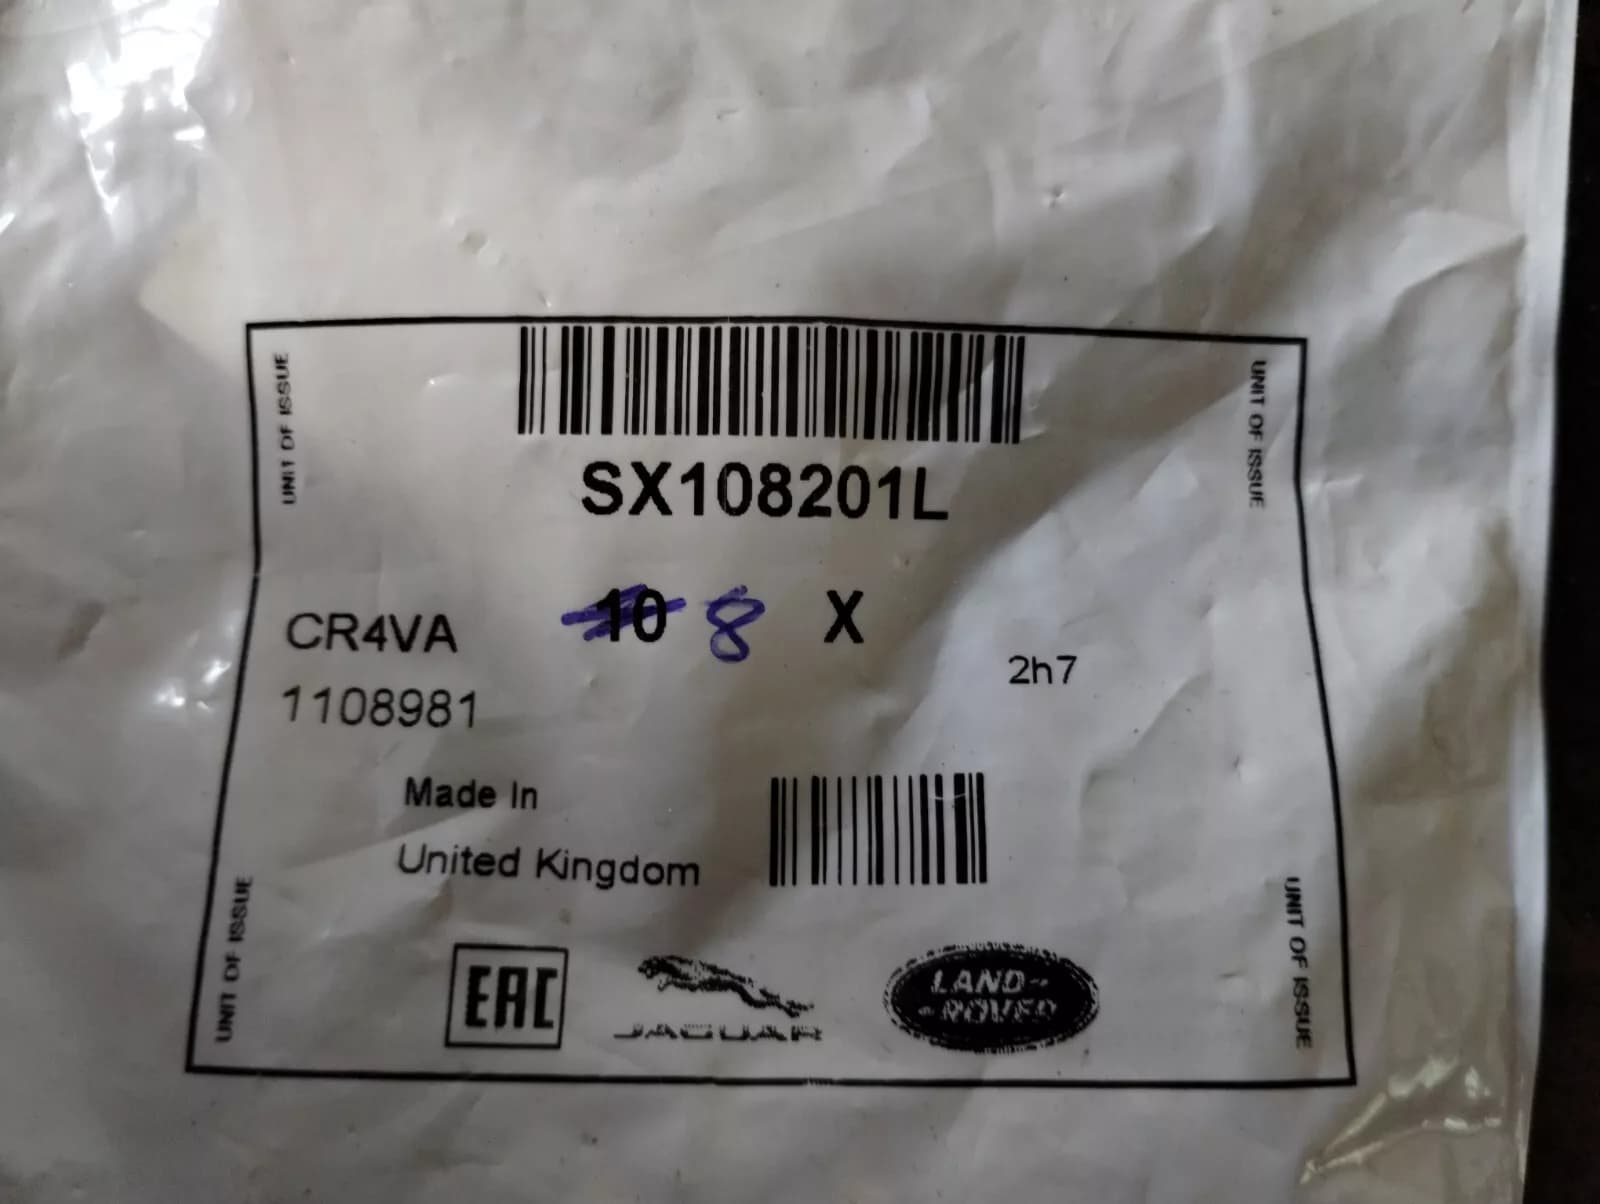 UNIT OF ISSUE
UNIT OF ISSUE
SX108201L
CR4VA
10 8 X
2h7
1108981
Made In
United Kingdom
UNIT OF ISSUE
UNIT OF ISSUE
EAC
JAGUAR
LAND-
-ROVER